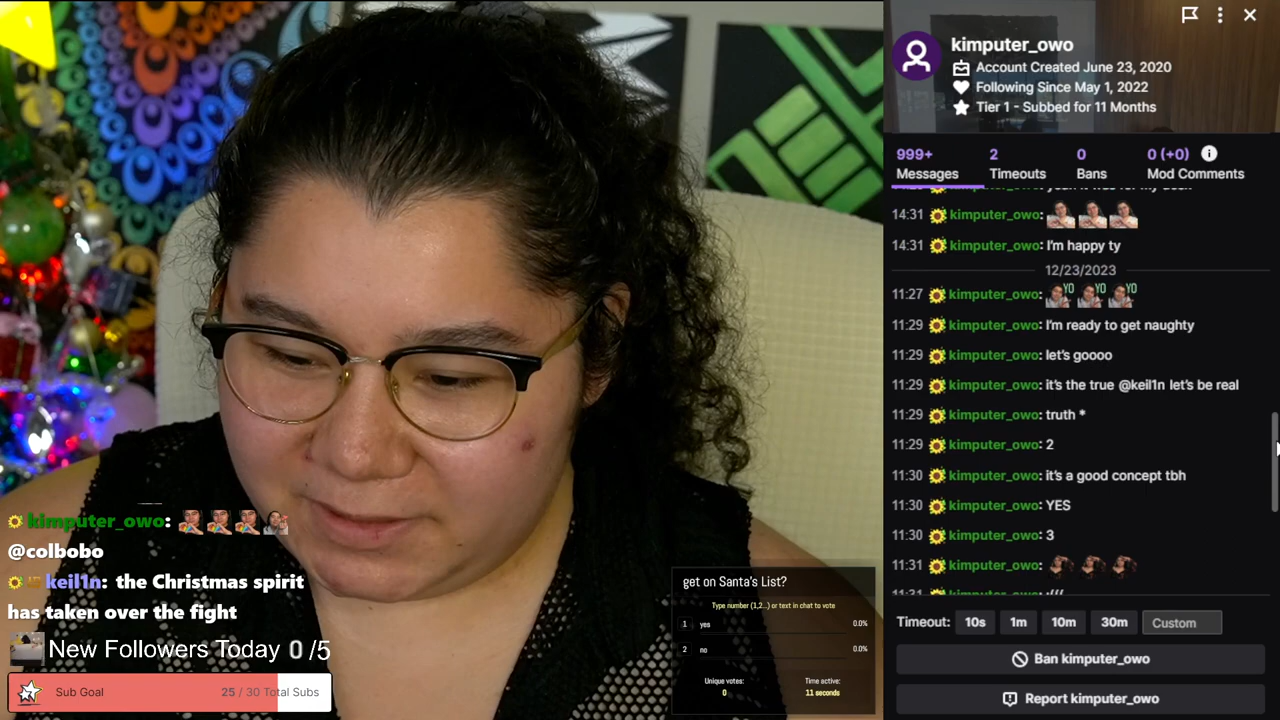 kimputer_owo
Account Created June 23, 2020
Following Since May 1, 2022
Tier 1 - Subbed for 11 Months
999+ 2 0 0 (+0)
Messages Timeouts Bans Mod Comments
14:31 kimputer_owo:
14:31 kimputer_owo: I'm happy ty
12/23/2023
11:27 kimputer_owo: YO YO YO
11:29 kimputer_owo: I'm ready to get naughty
11:29 kimputer_owo: let's goooo
11:29 kimputer_owo: it's the true @keil1n let's be real
11:29 kimputer_owo: truth *
11:29 kimputer_owo: 2
11:30 kimputer_owo: it's a good concept tbh
11:30 kimputer_owo: YES
11:30 kimputer_owo: 3
11:31 kimputer_owo:
Timeout: 10s 1m 10m 30m Custom
Ban kimputer_owo
Report kimputer_owo
kimputer_owo:
@colbobo
keil1n: the Christmas spirit
has taken over the fight
New Followers Today 0 /5
Sub Goal 25 / 30 Total Subs
get on Santa's List?
Type number (1,2...) or text in chat to vote
1 yes 0.0%
2 no 0.0%
Unique votes: Time active:
0 11 seconds